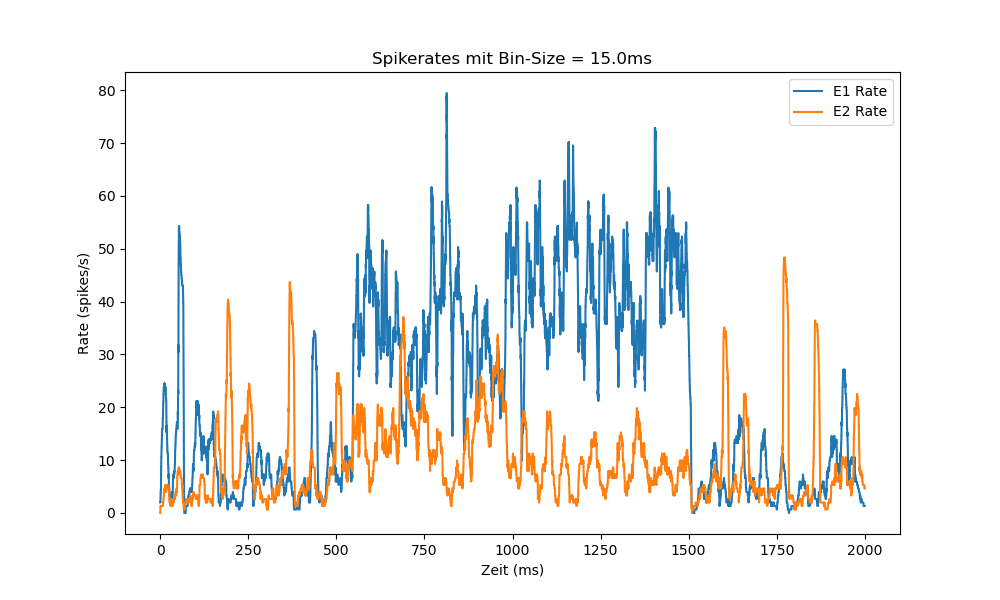 Spikerates mit Bin-Size = 15.0ms
E1 Rate
E2 Rate
Rate (spikes/s)
80
70
60
50
40
30
20
10
0
0 250 500 750 1000 1250 1500 1750 2000
Zeit (ms)